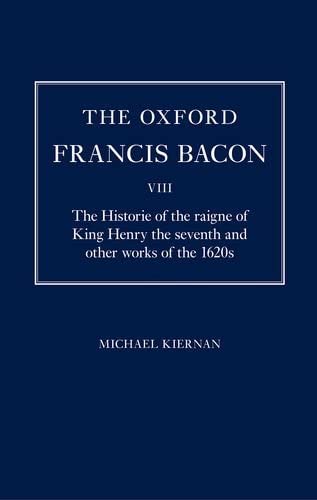 THE OXFORD
FRANCIS BACON
VIII
The Historie of the raigne of
King Henry the seventh and
other works of the 1620s
MICHAEL KIERNAN